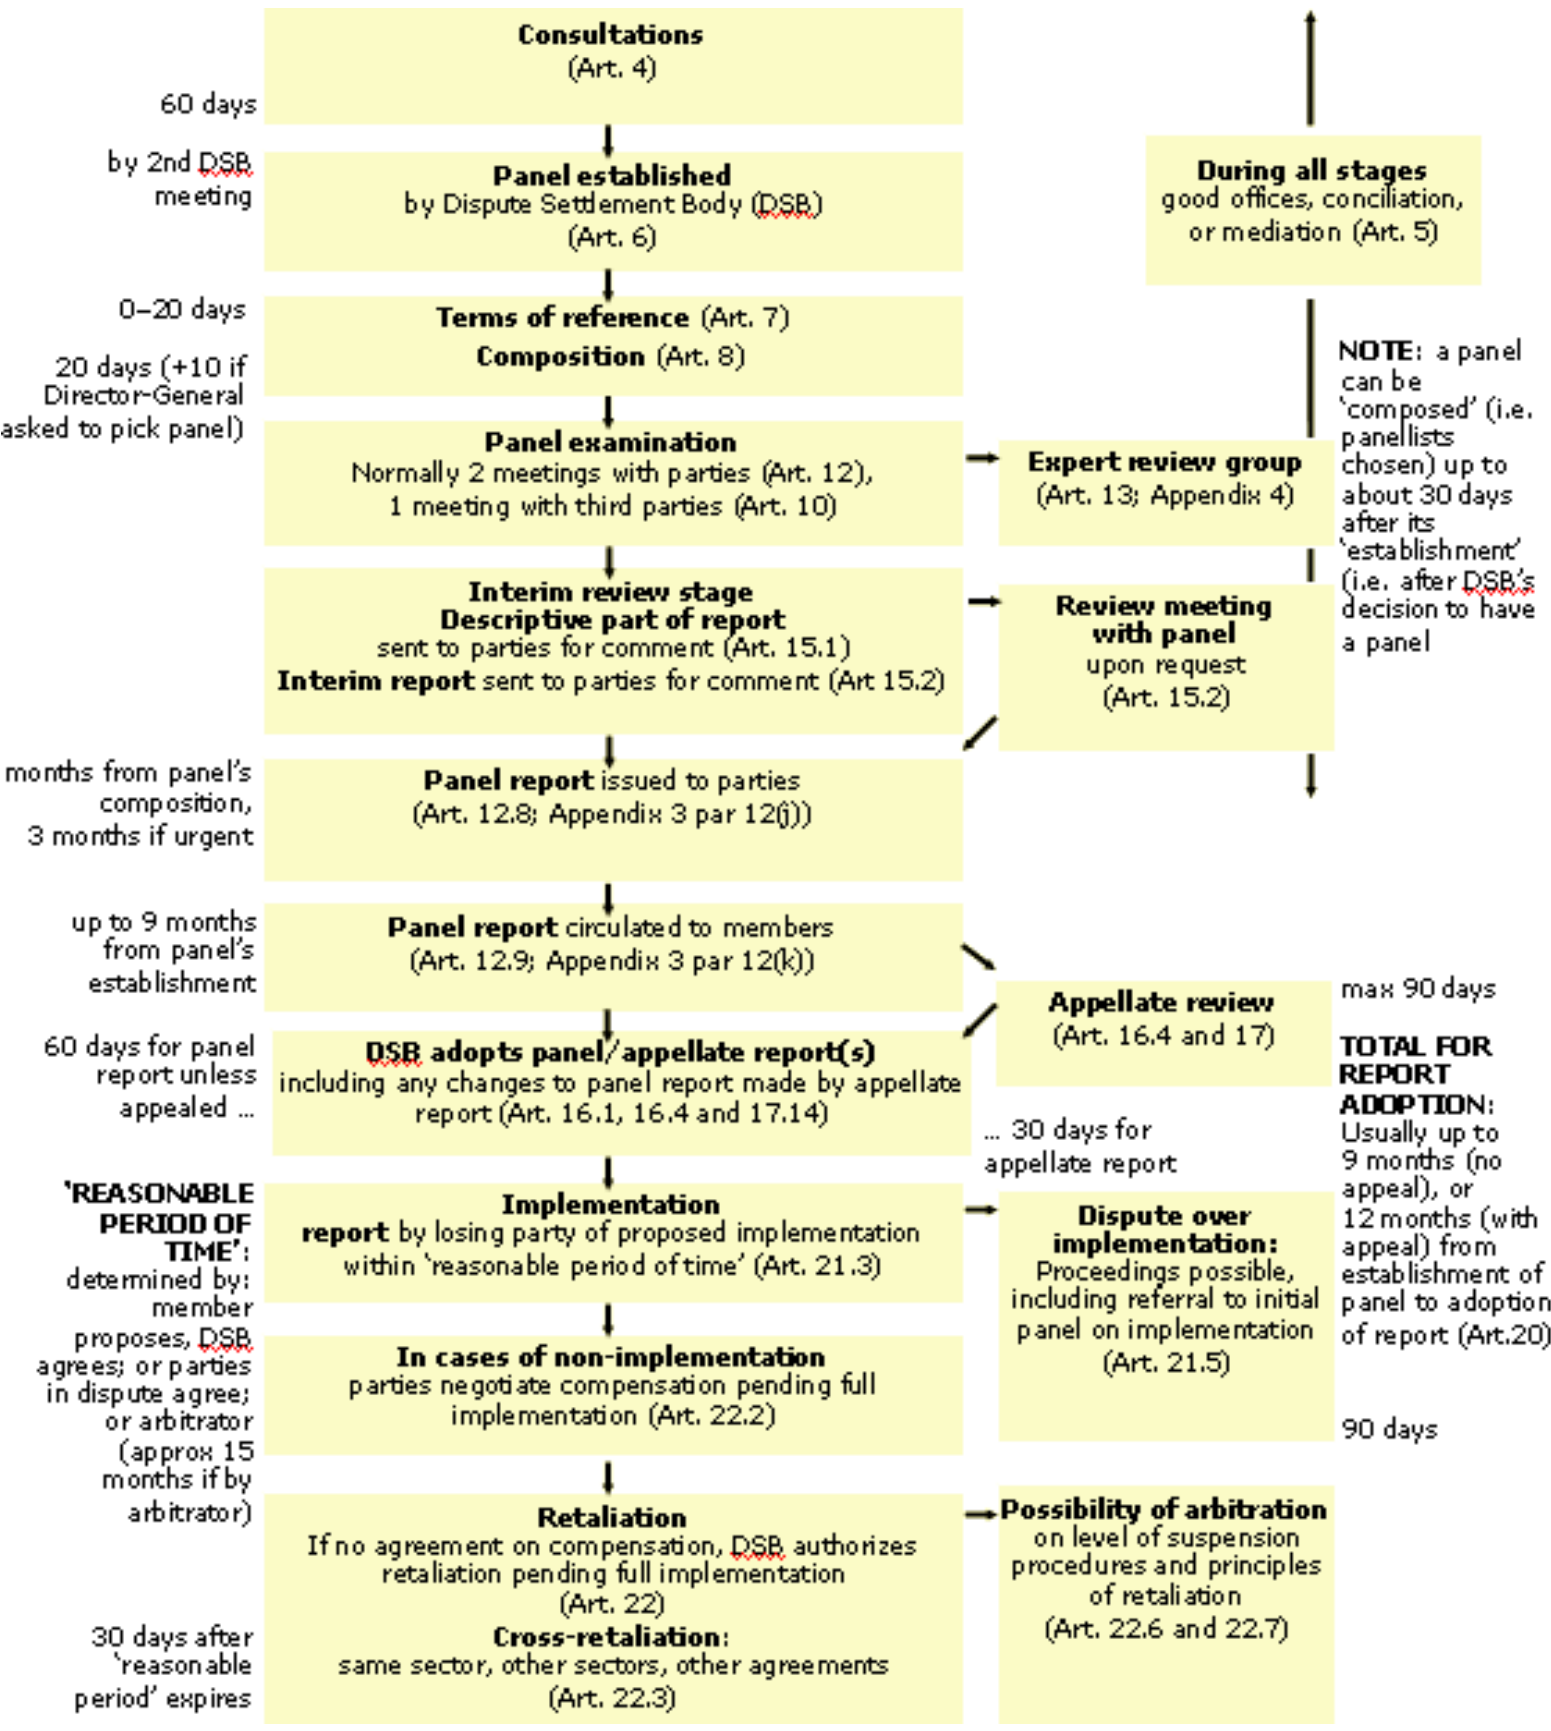 Consultations
(Art. 4)
60 days
by 2nd DSB
meeting
Panel established
by Dispute Settlement Body (DSB)
(Art. 6)
During all stages
good offices, conciliation,
or mediation (Art. 5)
0–20 days
20 days (+10 if
Director-General
asked to pick panel)
Terms of reference (Art. 7)
Composition (Art. 8)
NOTE: a panel
can be
‘composed’ (i.e.
panellists
chosen) up to
about 30 days
after its
‘establishment’
(i.e. after DSB’s
decision to have
a panel
Panel examination
Normally 2 meetings with parties (Art. 12),
1 meeting with third parties (Art. 10)
Expert review group
(Art. 13; Appendix 4)
Interim review stage
Descriptive part of report
sent to parties for comment (Art. 15.1)
Interim report sent to parties for comment (Art 15.2)
Review meeting
with panel
upon request
(Art. 15.2)
months from panel’s
composition,
3 months if urgent
Panel report issued to parties
(Art. 12.8; Appendix 3 par 12(j))
up to 9 months
from panel’s
establishment
Panel report circulated to members
(Art. 12.9; Appendix 3 par 12(k))
Appellate review
(Art. 16.4 and 17)
max 90 days
60 days for panel
report unless
appealed …
DSB adopts panel/appellate report(s)
including any changes to panel report made by appellate
report (Art. 16.1, 16.4 and 17.14)
… 30 days for
appellate report
TOTAL FOR
REPORT
ADOPTION:
Usually up to
9 months (no
appeal), or
12 months (with
appeal) from
establishment of
panel to adoption
of report (Art.20)
‘REASONABLE
PERIOD OF
TIME’:
determined by:
member
proposes, DSB
agrees; or parties
in dispute agree;
or arbitrator
(approx 15
months if by
arbitrator)
Implementation
report by losing party of proposed implementation
within ‘reasonable period of time’ (Art. 21.3)
Dispute over
implementation:
Proceedings possible,
including referral to initial
panel on implementation
(Art. 21.5)
90 days
In cases of non-implementation
parties negotiate compensation pending full
implementation (Art. 22.2)
Retaliation
If no agreement on compensation, DSB authorizes
retaliation pending full implementation
(Art. 22)
Cross-retaliation:
same sector, other sectors, other agreements
(Art. 22.3)
Possibility of arbitration
on level of suspension
procedures and principles
of retaliation
(Art. 22.6 and 22.7)
30 days after
‘reasonable
period’ expires